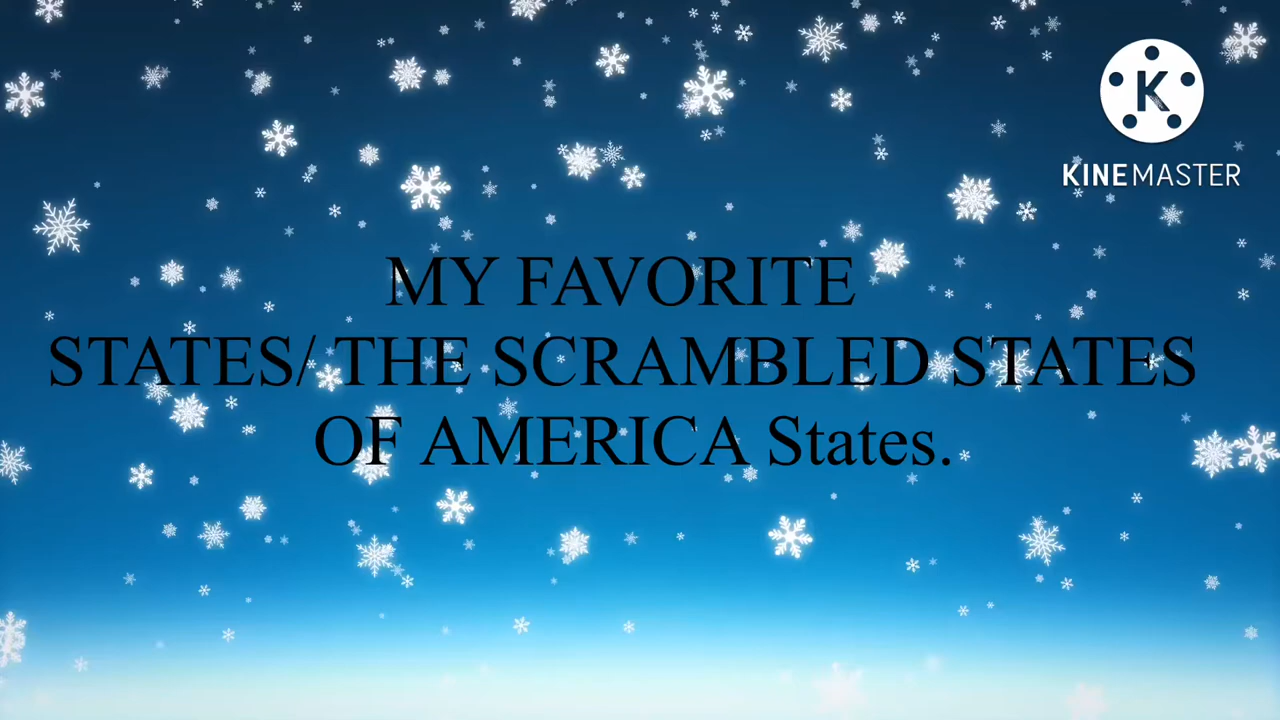 K
KINEMASTER
MY FAVORITE
STATES/ THE SCRAMBLED STATES
OF AMERICA States.